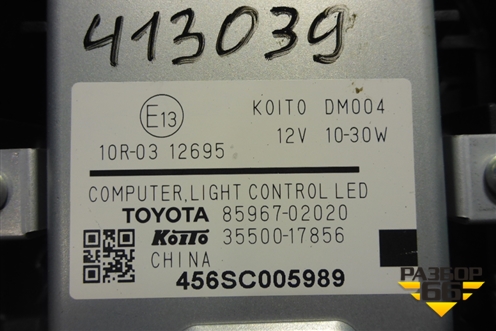 413039
E13
KOITO DM004
12V 10-30W
10R-03 12695
COMPUTER,LIGHT CONTROL LED
TOYOTA 85967-02020
KOITO 35500-17856
CHINA
456SC005989
РАЗБОР
66